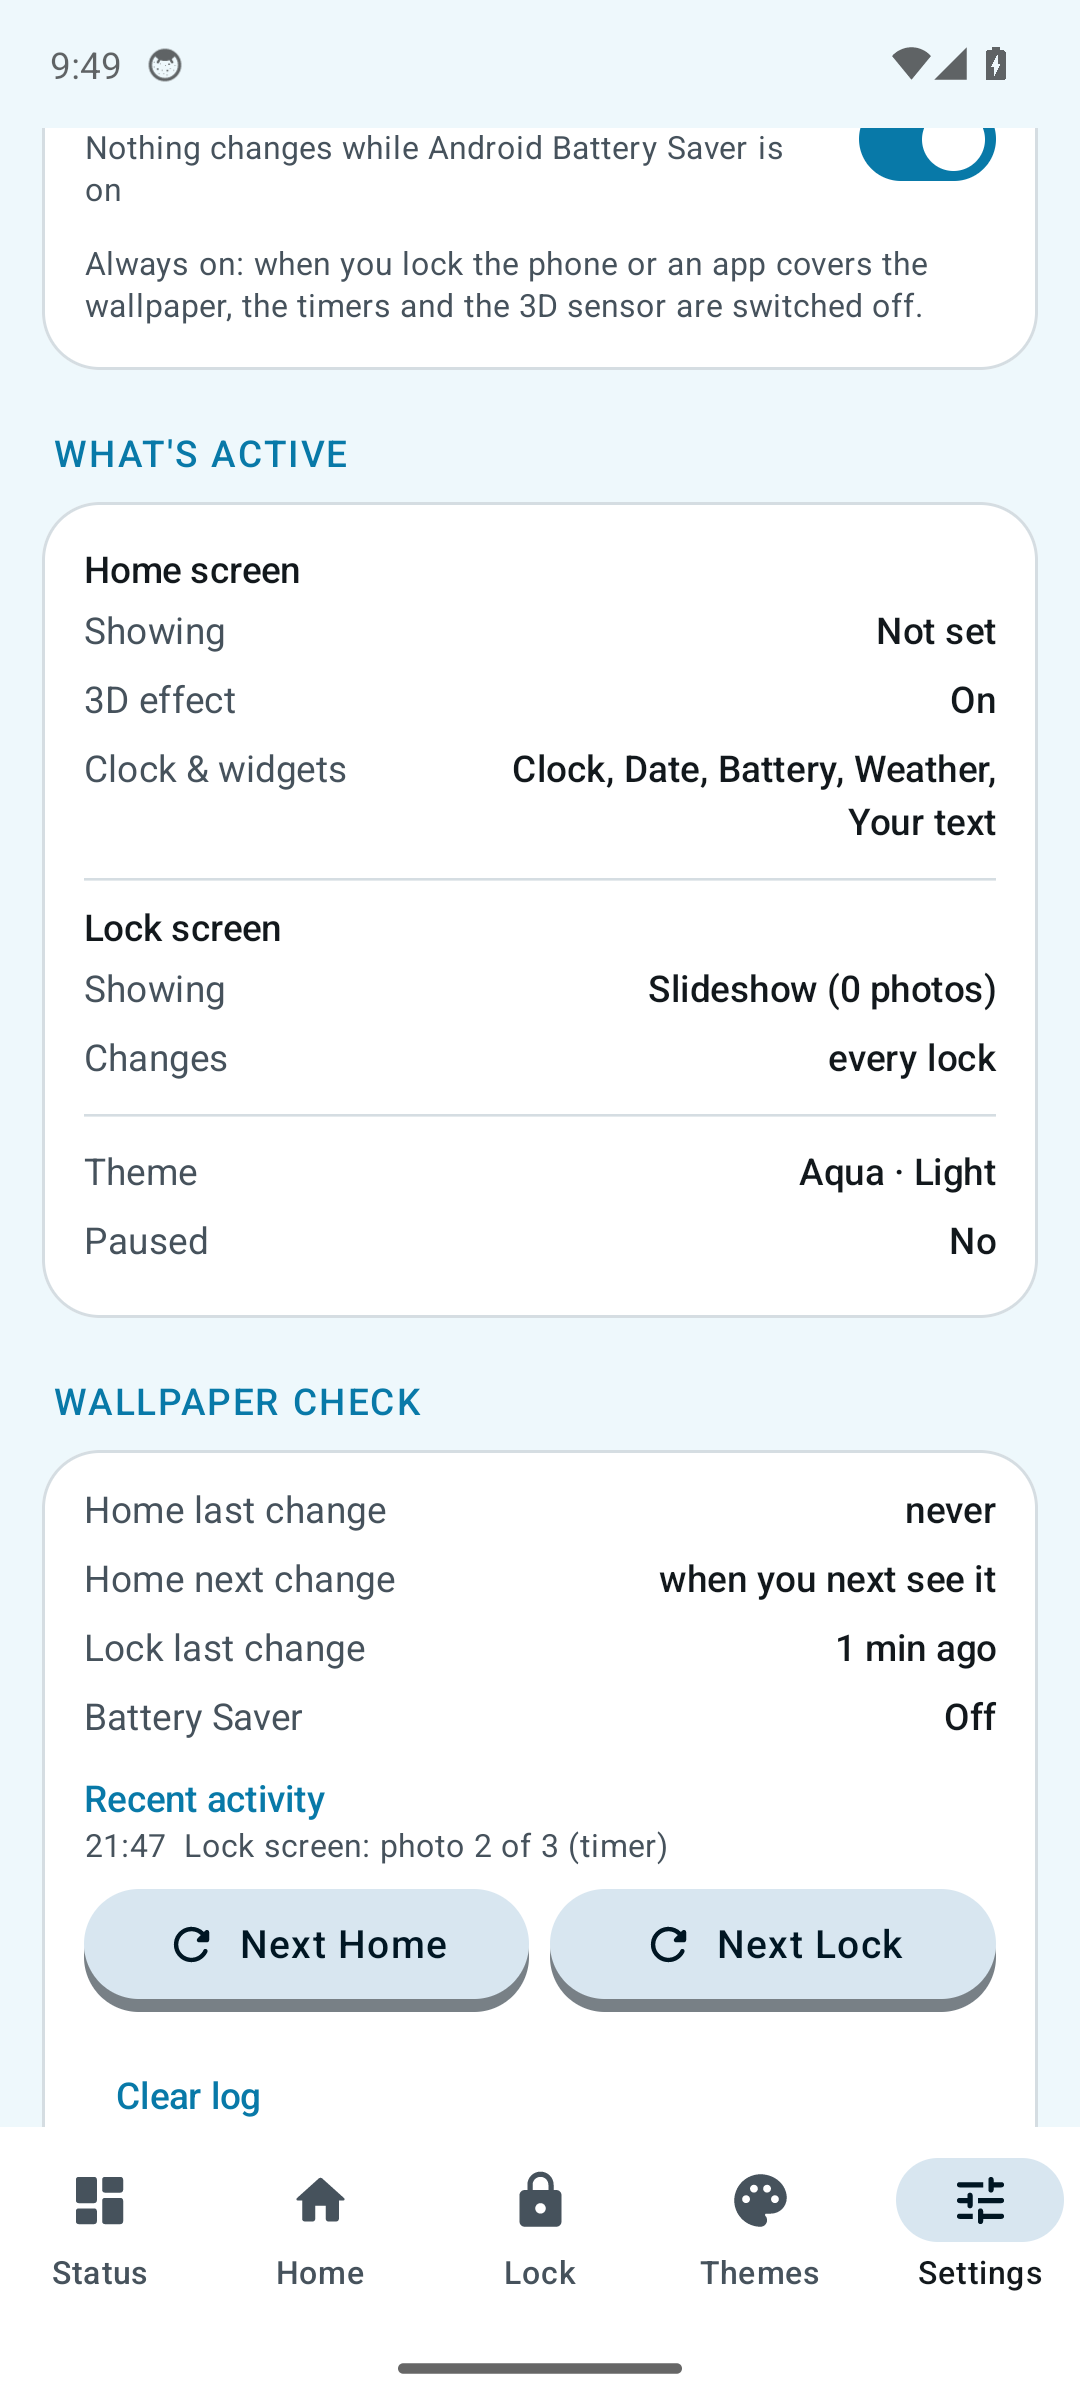 9:49
Nothing changes while Android Battery Saver is
on
Always on: when you lock the phone or an app covers the
wallpaper, the timers and the 3D sensor are switched off.
WHAT'S ACTIVE
Home screen
Showing Not set
3D effect On
Clock & widgets Clock, Date, Battery, Weather,
Your text
Lock screen
Showing Slideshow (0 photos)
Changes every lock
Theme Aqua · Light
Paused No
WALLPAPER CHECK
Home last change never
Home next change when you next see it
Lock last change 1 min ago
Battery Saver Off
Recent activity
21:47 Lock screen: photo 2 of 3 (timer)
Next Home Next Lock
Clear log
Status Home Lock Themes Settings